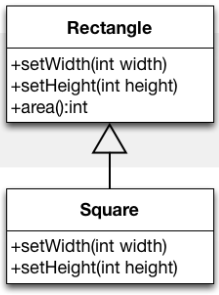 Rectangle
+setWidth(int width)
+setHeight(int height)
+area():int
Square
+setWidth(int width)
+setHeight(int height)